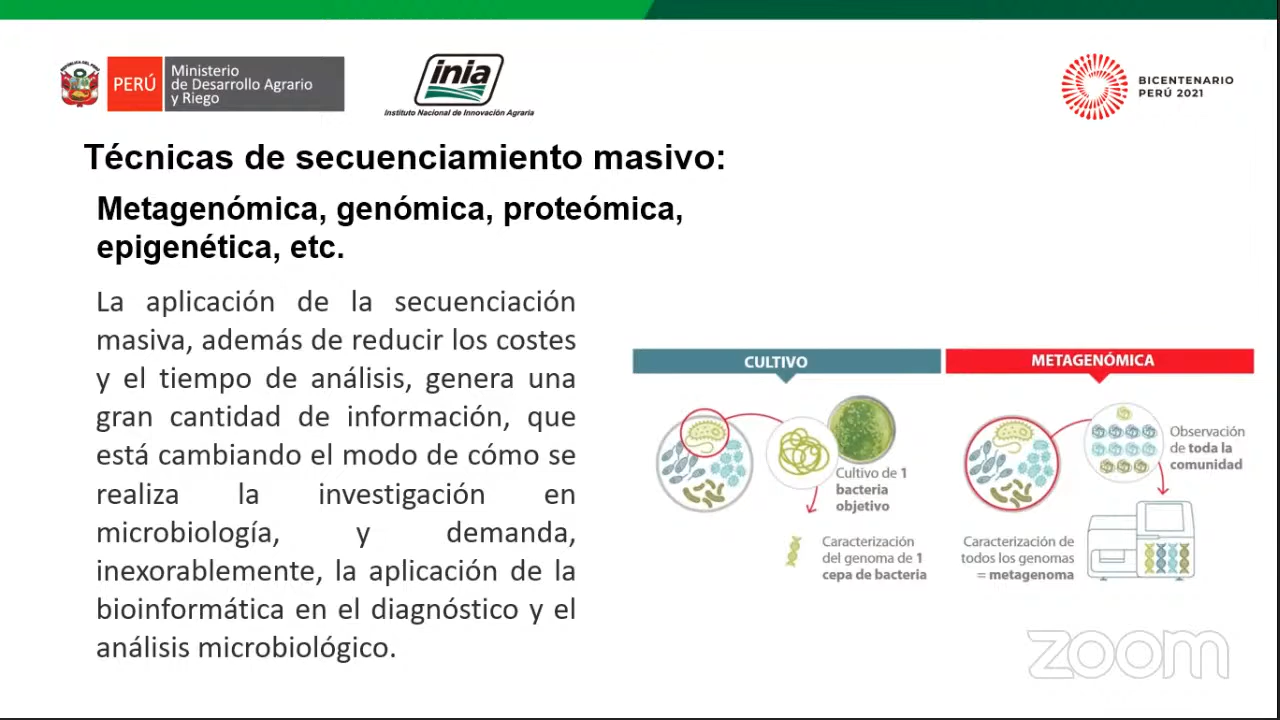 REPÚBLICA DEL PERÚ
PERÚ
Ministerio
de Desarrollo Agrario
y Riego
inia
Instituto Nacional de Innovación Agraria
BICENTENARIO
PERÚ 2021
Técnicas de secuenciamiento masivo:
Metagenómica, genómica, proteómica,
epigenética, etc.
La aplicación de la secuenciación
masiva, además de reducir los costes
y el tiempo de análisis, genera una
gran cantidad de información, que
está cambiando el modo de cómo se
realiza la investigación en
microbiología, y demanda,
inexorablemente, la aplicación de la
bioinformática en el diagnóstico y el
análisis microbiológico.
CULTIVO
Cultivo de 1
bacteria
objetivo
Caracterización
del genoma de 1
cepa de bacteria
METAGENÓMICA
Observación
de toda la
comunidad
Caracterización de
todos los genomas
= metagenoma
zoom